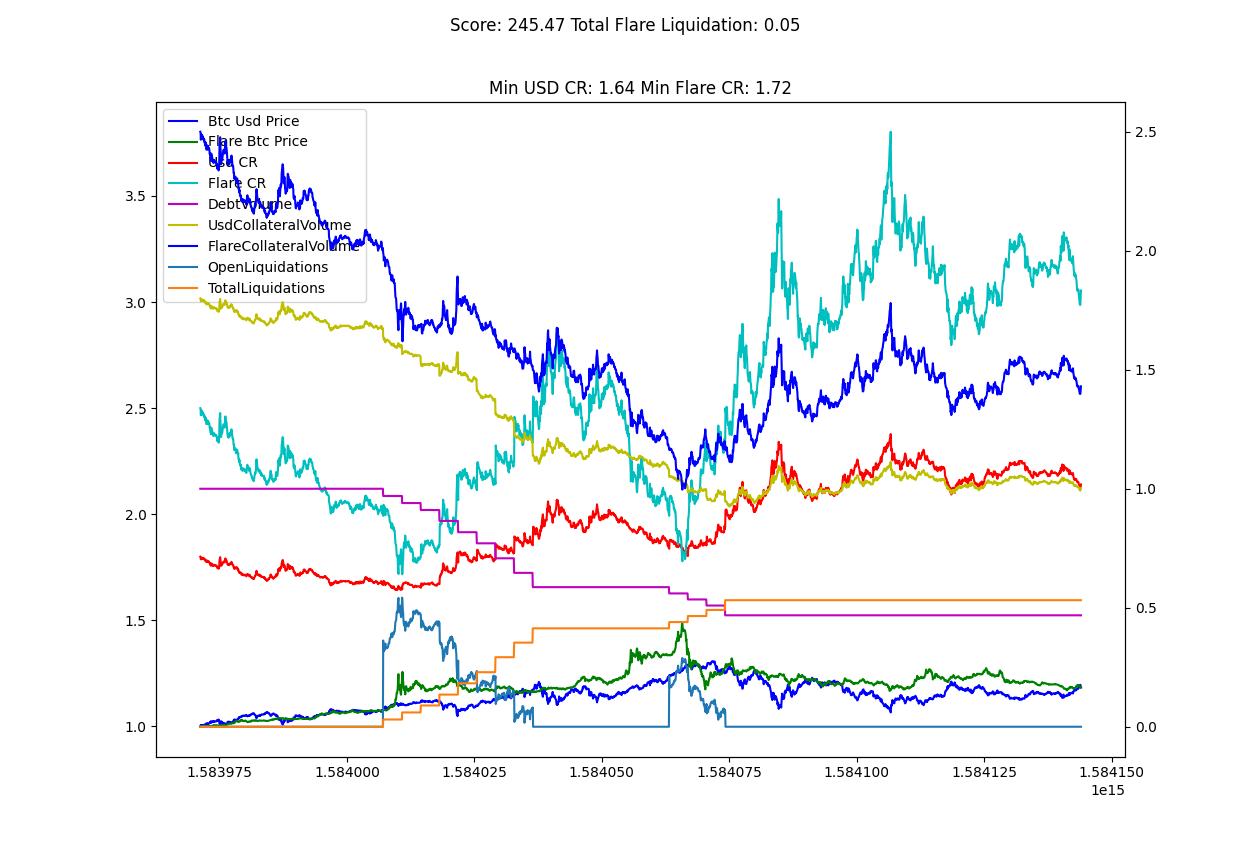 Score: 245.47 Total Flare Liquidation: 0.05
Min USD CR: 1.64 Min Flare CR: 1.72
Btc Usd Price
Flare Btc Price
Usd CR
Flare CR
DebtVolume
UsdCollateralVolume
FlareCollateralVolume
OpenLiquidations
TotalLiquidations
3.5
3.0
2.5
2.0
1.5
1.0
2.5
2.0
1.5
1.0
0.5
0.0
1.583975 1.584000 1.584025 1.584050 1.584075 1.584100 1.584125 1.584150
1e15